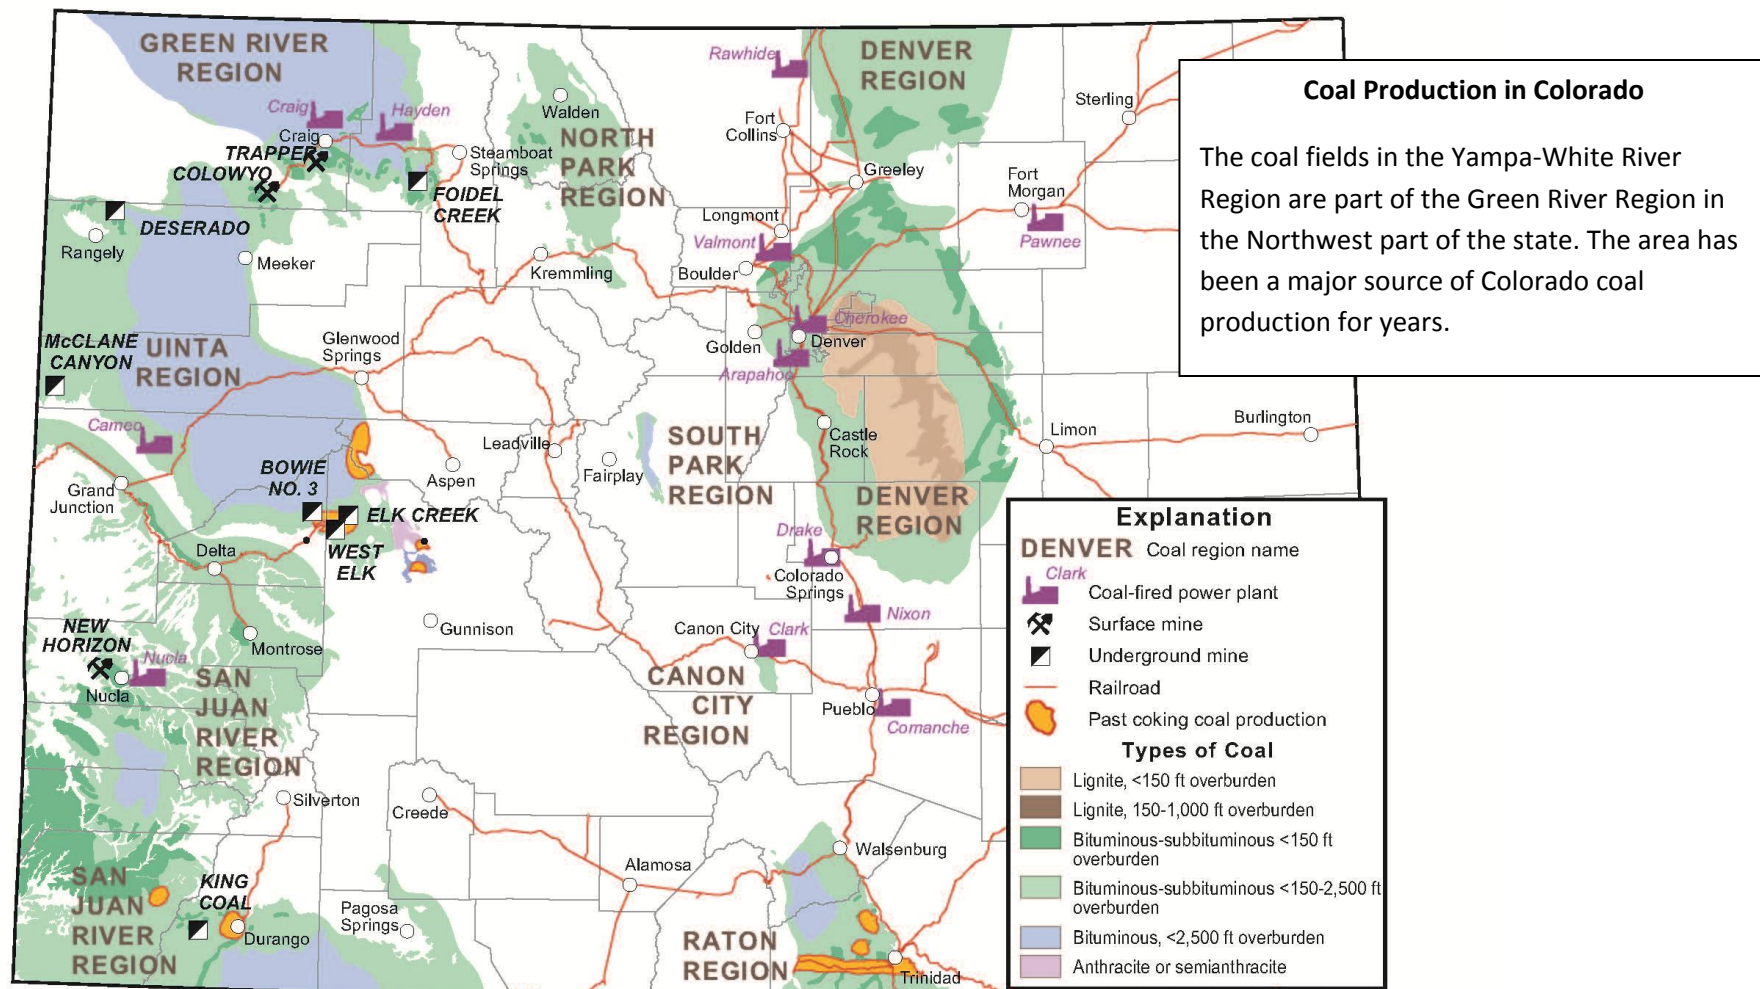 GREEN RIVER
REGION
DENVER
REGION
Rawhide
Coal Production in Colorado
The coal fields in the Yampa-White River
Region are part of the Green River Region in
the Northwest part of the state. The area has
been a major source of Colorado coal
production for years.
Sterling
Craig
Hayden
Walden
Fort
Collins
Craig
NORTH
PARK
REGION
TRAPPER
COLOWYO
Steamboat
Springs
Greeley
Fort
Morgan
FOIDEL
CREEK
Longmont
DESERADO
Rangely
Valmont
Pawnee
Meeker
Kremmling
Boulder
McCLANE
CANYON
UINTA
REGION
Glenwood
Springs
Cherokee
Golden
Denver
Arapahoe
Cameo
Leadville
SOUTH
PARK
REGION
Castle
Rock
Limon
Burlington
BOWIE
NO. 3
Aspen
Fairplay
Grand
Junction
DENVER
REGION
ELK CREEK
WEST
ELK
Delta
Drake
Colorado
Springs
NEW
HORIZON
Gunnison
Canon City
Clark
Nixon
Montrose
Nucla
Nucla
SAN
JUAN
RIVER
REGION
CANON
CITY
REGION
Pueblo
Comanche
Silverton
Creede
Walsenburg
Alamosa
SAN
JUAN
RIVER
REGION
KING
COAL
Pagosa
Springs
Durango
RATON
REGION
Trinidad
Explanation
DENVER Coal region name
Clark
Coal-fired power plant
Surface mine
Underground mine
Railroad
Past coking coal production
Types of Coal
Lignite, <150 ft overburden
Lignite, 150-1,000 ft overburden
Bituminous-subbituminous <150 ft
overburden
Bituminous-subbituminous <150-2,500 ft
overburden
Bituminous, <2,500 ft overburden
Anthracite or semianthracite